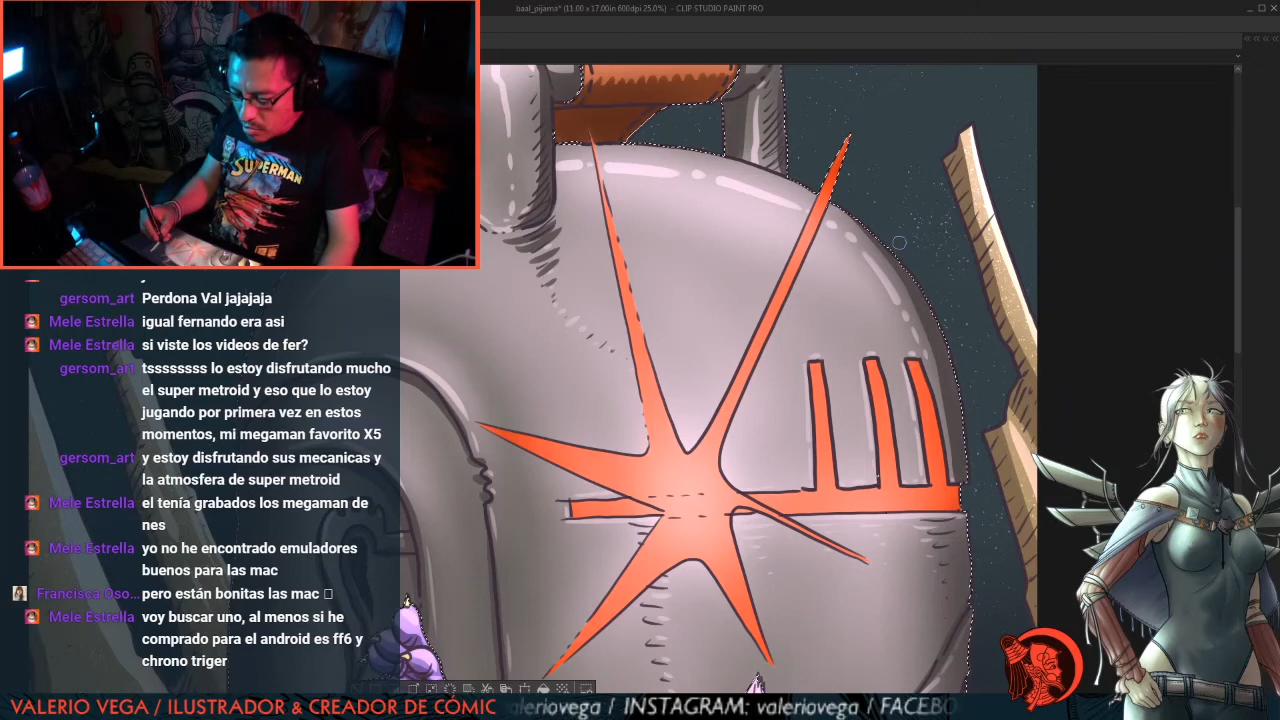 baal_pijama* (11.00 x 17.00in 600dpi 25.0%) - CLIP STUDIO PAINT PRO
SUPERMAN
gersom_art Perdona Val jajajaja
Mele Estrella igual fernando era asi
Mele Estrella si viste los videos de fer?
gersom_art tssssssss lo estoy disfrutando mucho
el super metroid y eso que lo estoy
jugando por primera vez en estos
momentos, mi megaman favorito X5
gersom_art y estoy disfrutando sus mecanicas y
la atmosfera de super metroid
Mele Estrella el tenía grabados los megaman de
nes
Mele Estrella yo no he encontrado emuladores
buenos para las mac
Francisca Oso... pero están bonitas las mac
Mele Estrella voy buscar uno, al menos si he
comprado para el android es ff6 y
chrono triger
VALERIO VEGA / ILUSTRADOR & CREADOR DE CÓMIC
aleriovega / INSTAGRAM: valeriovega / FACEBO